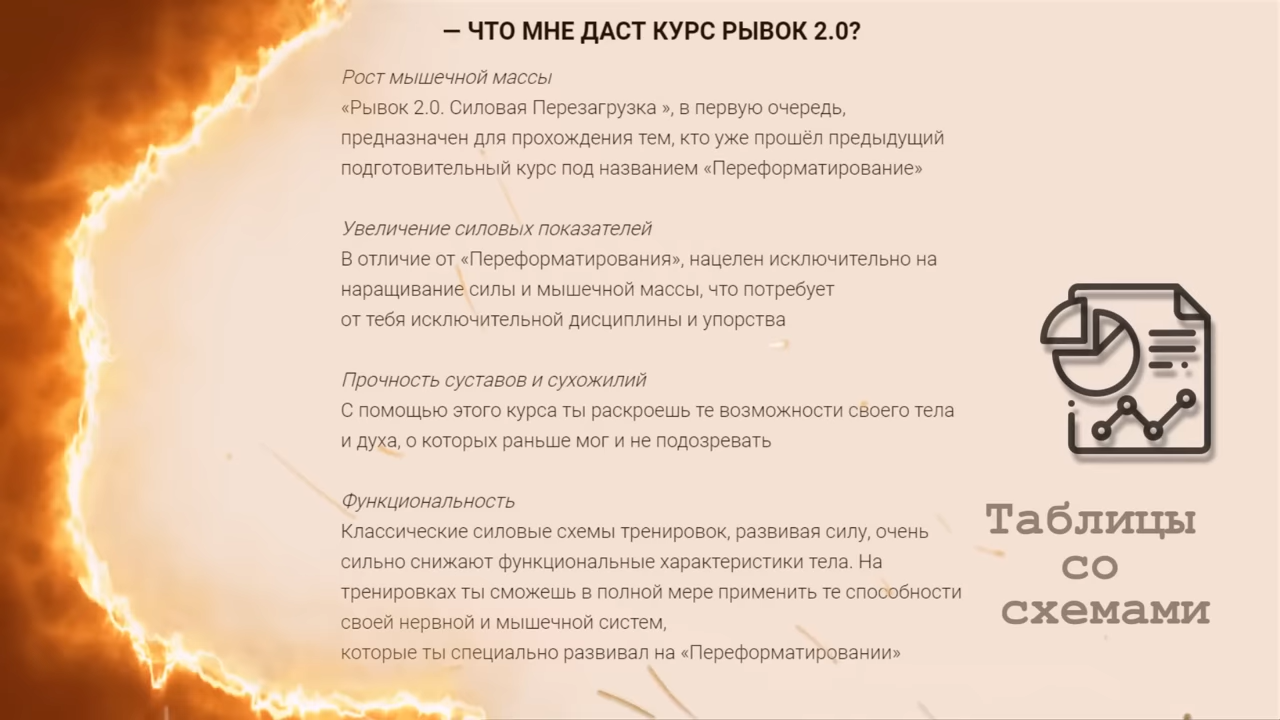 — ЧТО МНЕ ДАСТ КУРС РЫВОК 2.0?
Рост мышечной массы
«Рывок 2.0. Силовая Перезагрузка », в первую очередь,
предназначен для прохождения тем, кто уже прошёл предыдущий
подготовительный курс под названием «Переформатирование»
Увеличение силовых показателей
В отличие от «Переформатирования», нацелен исключительно на
наращивание силы и мышечной массы, что потребует
от тебя исключительной дисциплины и упорства
Прочность суставов и сухожилий
С помощью этого курса ты раскроешь те возможности своего тела
и духа, о которых раньше мог и не подозревать
Функциональность
Классические силовые схемы тренировок, развивая силу, очень
сильно снижают функциональные характеристики тела. На
тренировках ты сможешь в полной мере применить те способности
своей нервной и мышечной систем,
которые ты специально развивал на «Переформатировании»
Таблицы
со
схемами